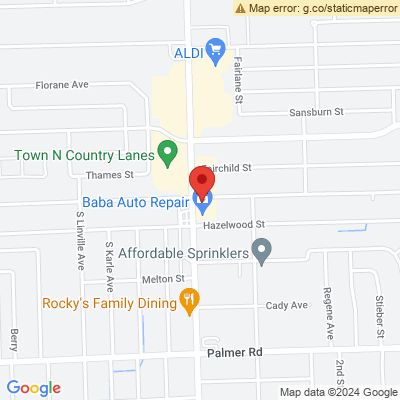 Map error: g.co/staticmaperror
ALDI
Fairlane St
Florane Ave
Sansburn St
Town N Country Lanes
Fairchild St
Thames St
Baba Auto Repair
S Linville Ave
Hazelwood St
S Karle Ave
Affordable Sprinklers
Melton St
Rocky's Family Dining
Cady Ave
Regene Ave
Stieber St
Berry
Palmer Rd
2nd S
Google
Map data ©2024 Google